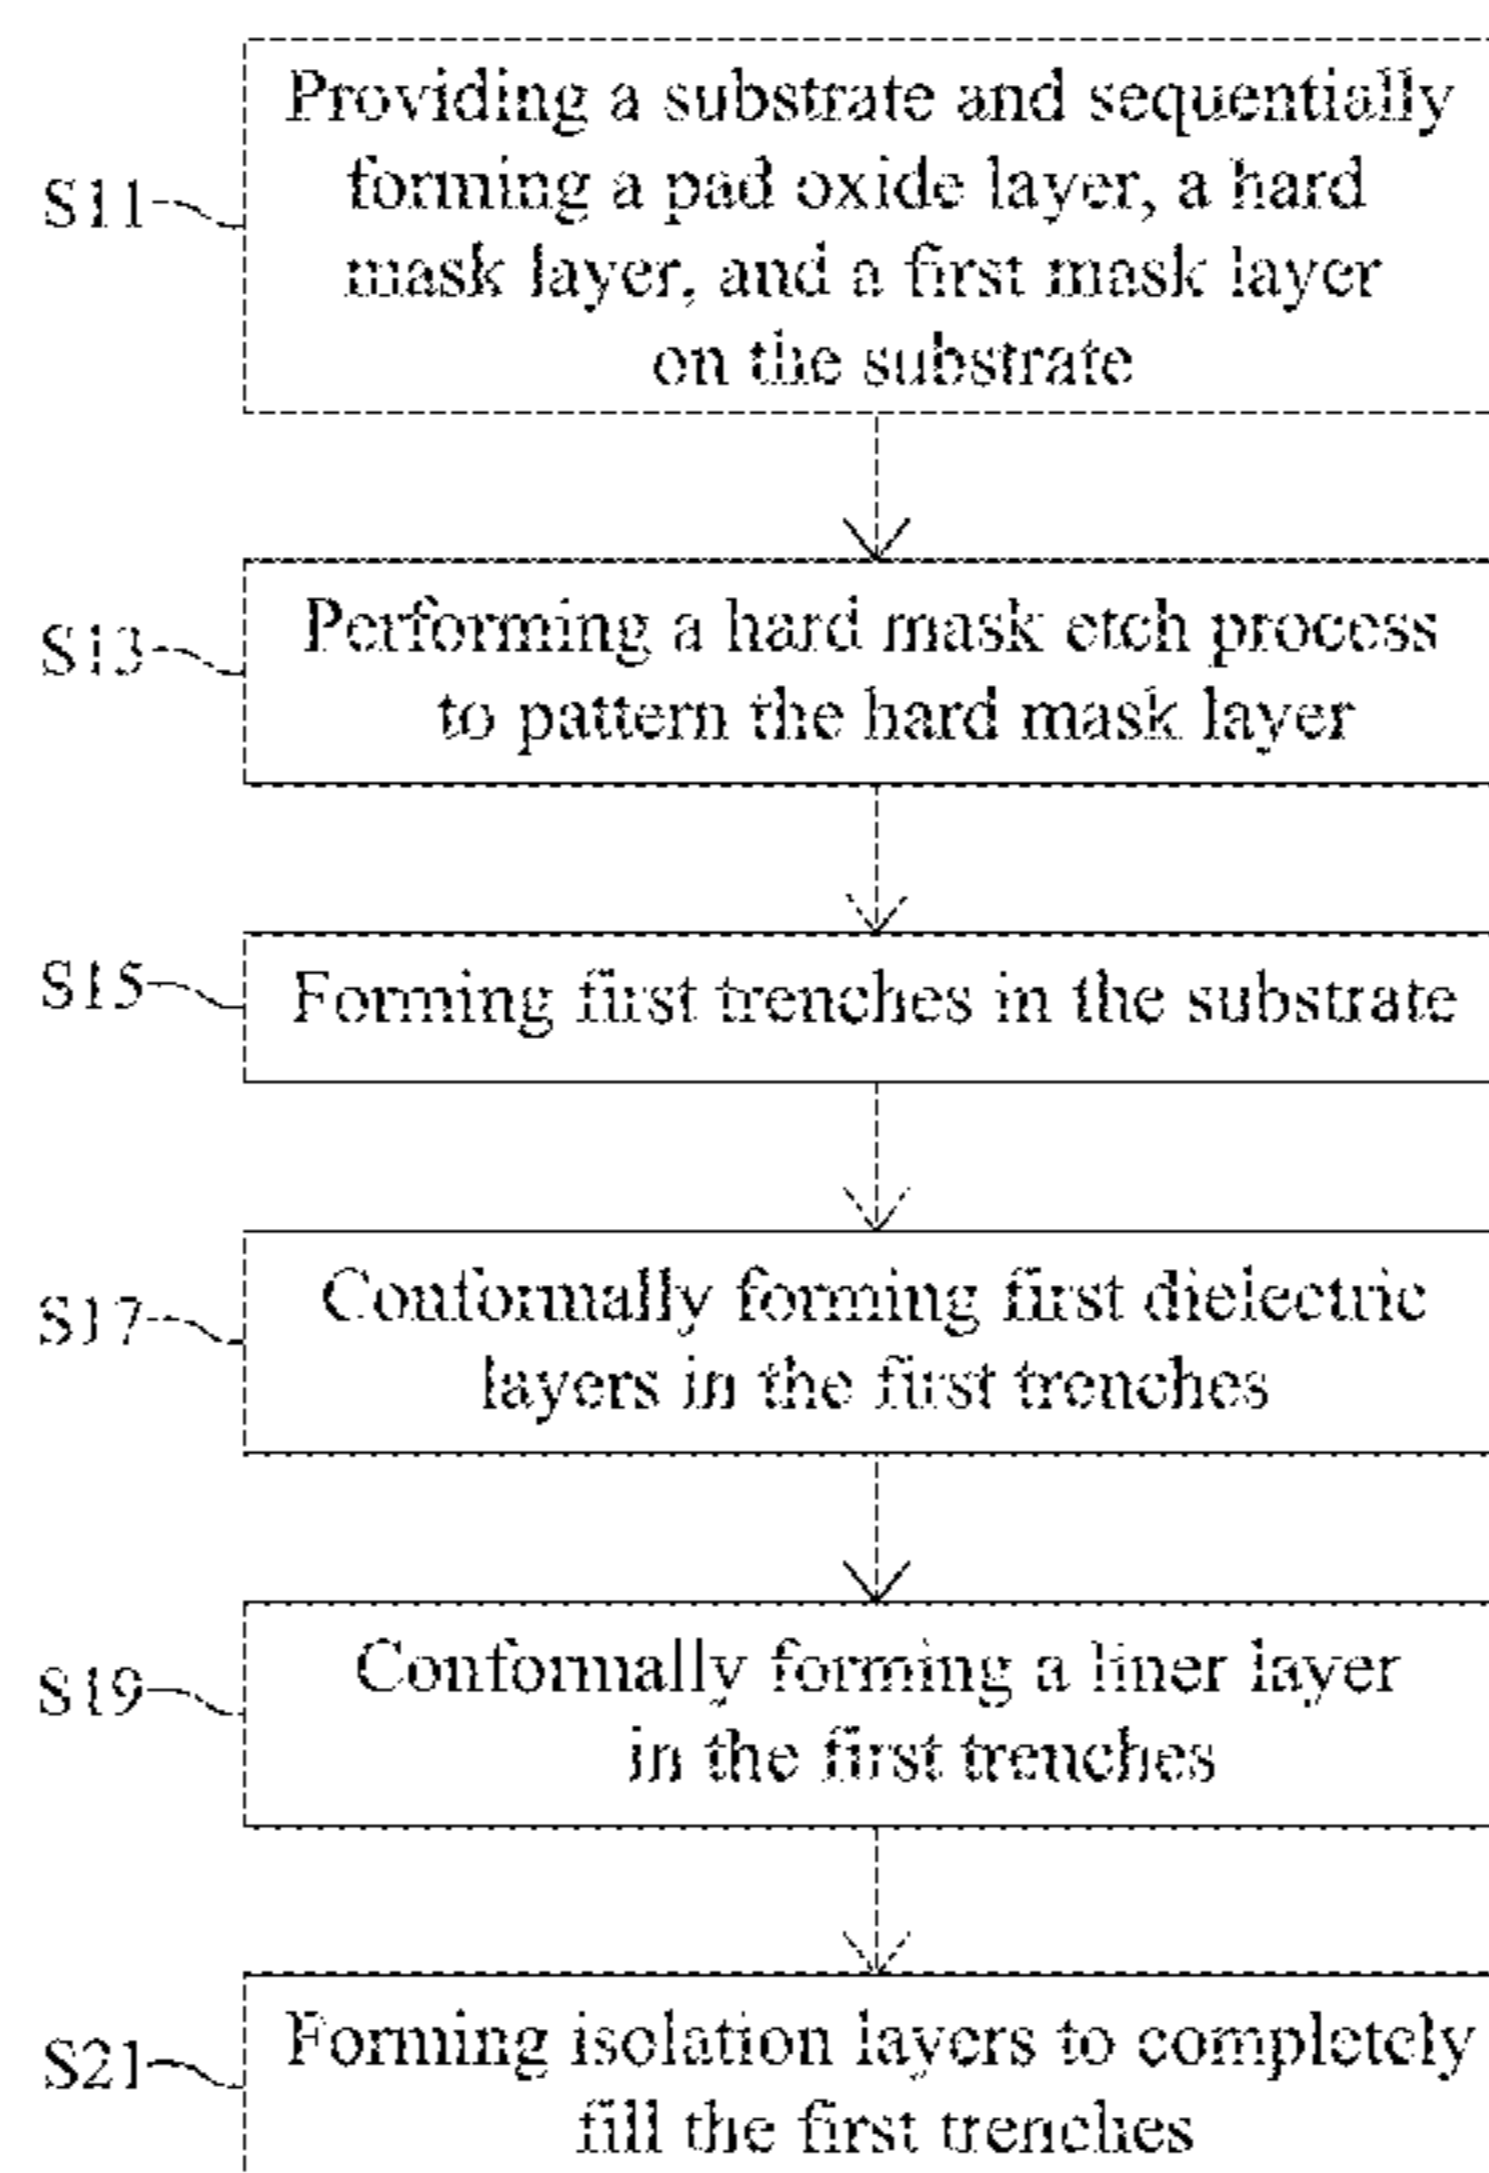 Providing a substrate and sequentially
S11
forming a pad oxide layer, a hard
mask layer, and a first mask layer
on the substrate
S13
Performing a hard mask etch process
to pattern the hard mask layer
S15
Forming first trenches in the substrate
S17
Conformally forming first dielectric
layers in the first trenches
S19
Conformally forming a liner layer
in the first trenches
S21
Forming isolation layers to completely
fill the first trenches